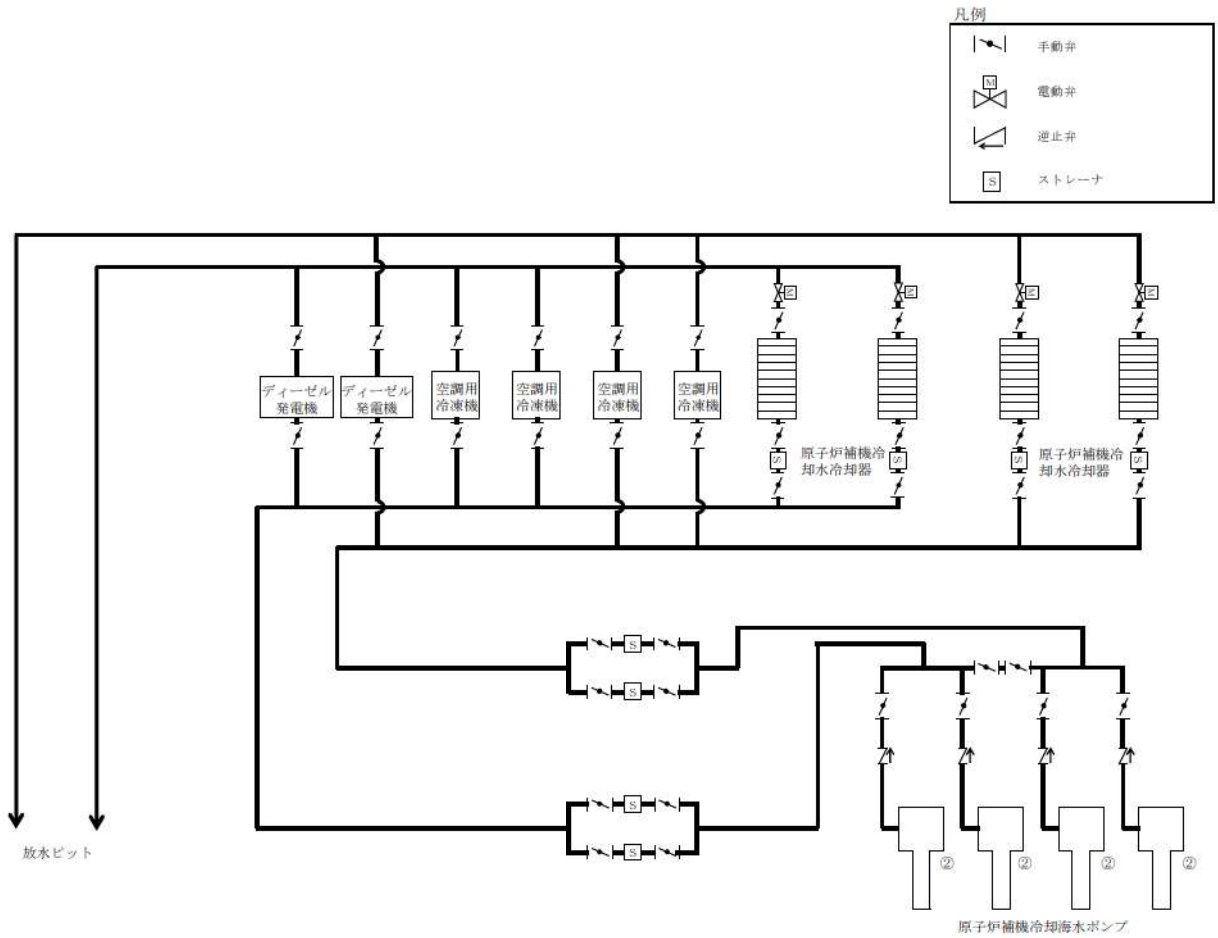 凡例
M
手動弁
電動弁
逆止弁
S
ストレーナ
M
M
M
M
ディーゼル
発電機
ディーゼル
発電機
空調用
冷凍機
空調用
冷凍機
空調用
冷凍機
空調用
冷凍機
S
原子炉補機冷
却水冷却器
S
S
原子炉補機冷
却水冷却器
S
S
S
S
S
放水ピット
②
②
②
②
原子炉補機冷却海水ポンプ